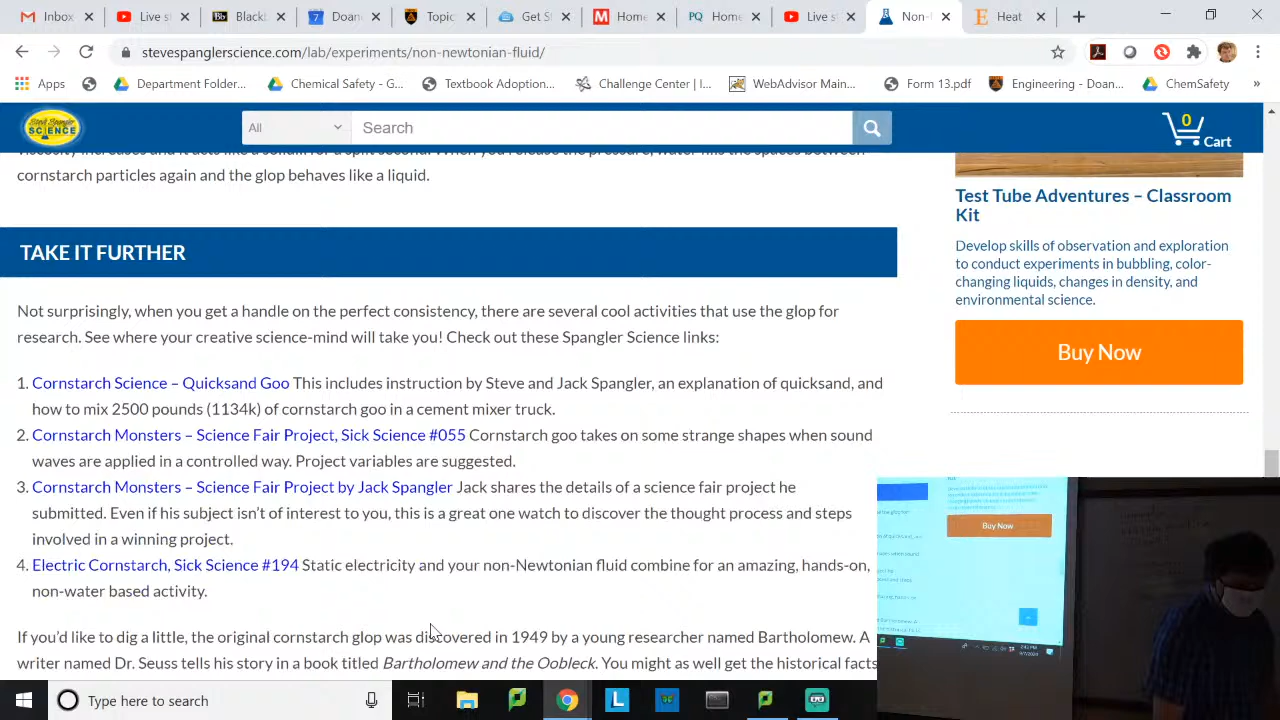 Inbox
Live s
Blackl
Doane
Topic
Get St
Home
Home
Live st
Non-
Heat
stevespanglerscience.com/lab/experiments/non-newtonian-fluid/
Apps
Department Folder...
Chemical Safety - G...
Textbook Adoption...
Challenge Center | I...
WebAdvisor Main...
Form 13.pdf
Engineering - Doan...
ChemSafety
»
Steve Spangler
SCIENCE
All
Search
0
Cart
cornstarch particles again and the glop behaves like a liquid.
TAKE IT FURTHER
Not surprisingly, when you get a handle on the perfect consistency, there are several cool activities that use the glop for
research. See where your creative science-mind will take you! Check out these Spangler Science links:
1. Cornstarch Science – Quicksand Goo This includes instruction by Steve and Jack Spangler, an explanation of quicksand, and
how to mix 2500 pounds (1134k) of cornstarch goo in a cement mixer truck.
2. Cornstarch Monsters – Science Fair Project, Sick Science #055 Cornstarch goo takes on some strange shapes when sound
waves are applied in a controlled way. Project variables are suggested.
3. Cornstarch Monsters – Science Fair Project by Jack Spangler Jack shares the details of a science fair project he
submitted. Even if his subject is different to you, this is a great one wich to discover the thought process and steps
involved in a winning project.
4. Electric Cornstarch, Sick Science #194 Static electricity and your non-Newtonian fluid combine for an amazing, hands-on,
non-water based activity.
If you'd like to dig a little, the original cornstarch glop was discovered in 1949 by a young researcher named Bartholomew. A
writer named Dr. Seuss tells his story in a book titled Bartholomew and the Oobleck. You might as well get the historical facts
Test Tube Adventures – Classroom
Kit
Develop skills of observation and exploration
to conduct experiments in bubbling, color-
changing liquids, changes in density, and
environmental science.
Buy Now
Buy Now
Type here to search